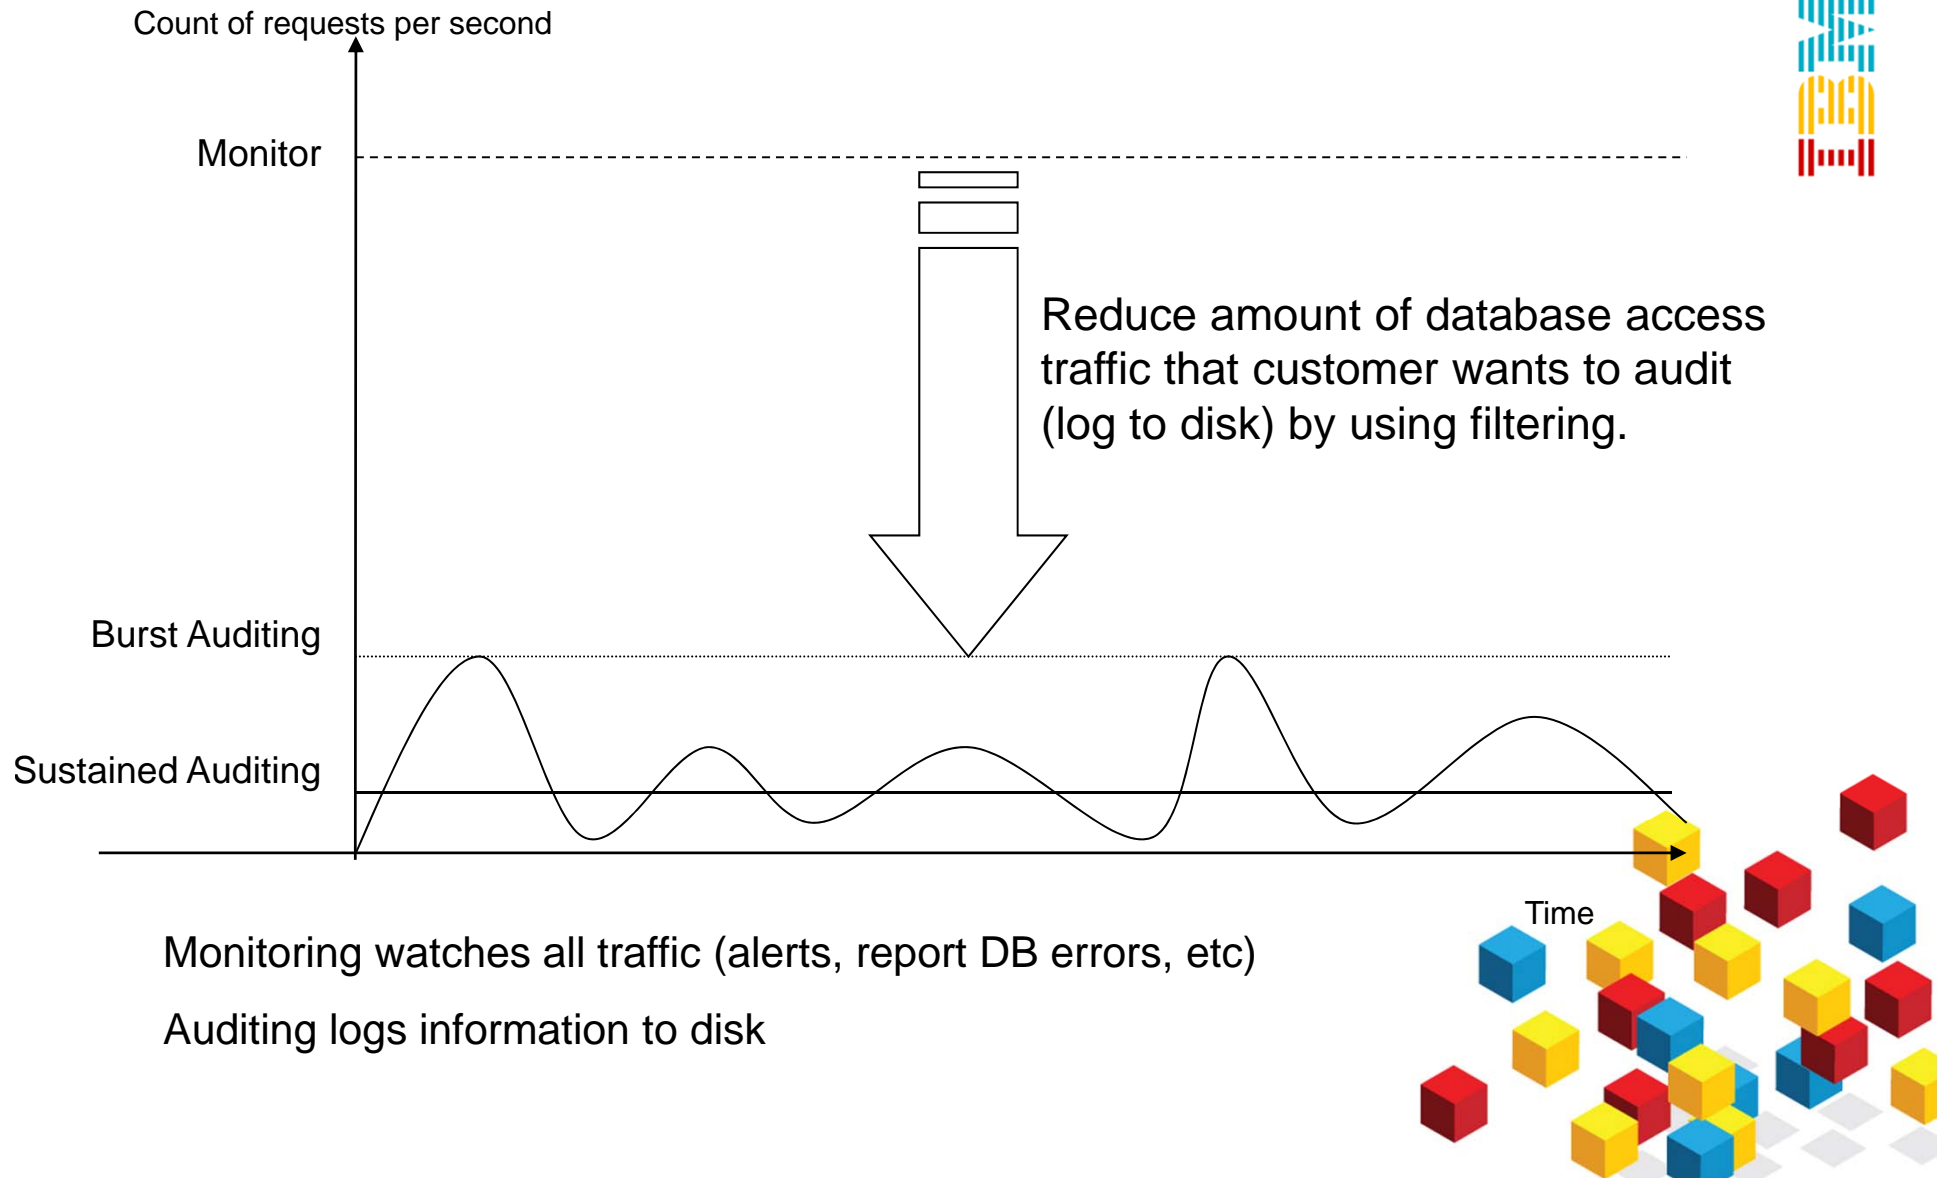 Count of requests per second
IBM
Monitor
Reduce amount of database access
traffic that customer wants to audit
(log to disk) by using filtering.
Burst Auditing
Sustained Auditing
Time
Monitoring watches all traffic (alerts, report DB errors, etc)
Auditing logs information to disk